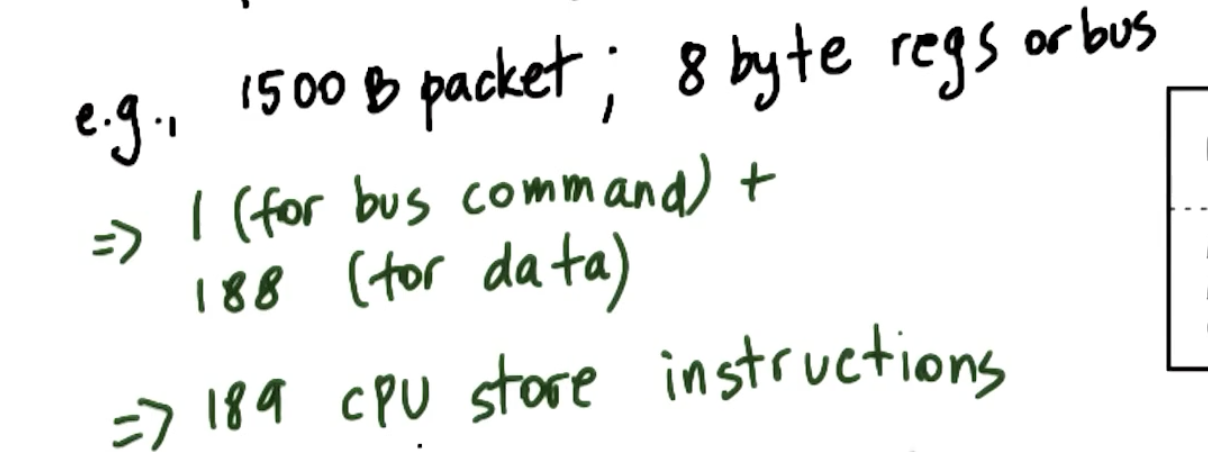 e.g., 1500 B packet; 8 byte regs or bus
=> 1 (for bus command) +
188 (for data)
=> 189 cpu store instructions